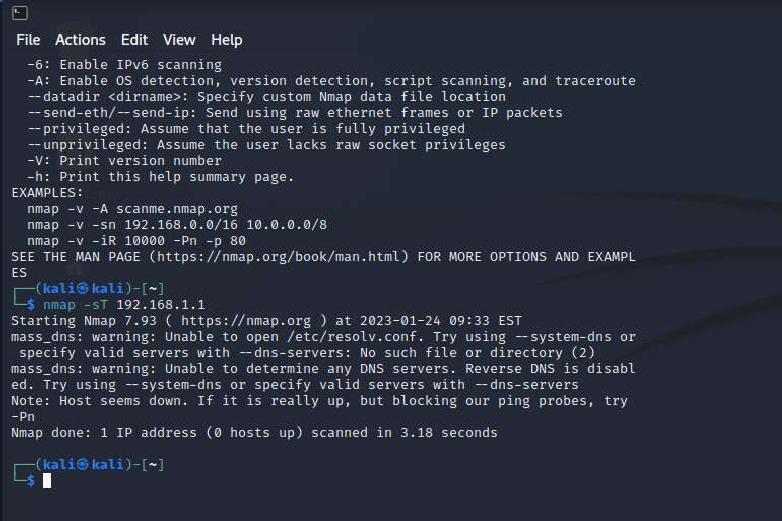 File Actions Edit View Help
-6: Enable IPv6 scanning
-A: Enable OS detection, version detection, script scanning, and traceroute
--datadir <dirname>: Specify custom Nmap data file location
--send-eth/--send-ip: Send using raw ethernet frames or IP packets
--privileged: Assume that the user is fully privileged
--unprivileged: Assume the user lacks raw socket privileges
-V: Print version number
-h: Print this help summary page.
EXAMPLES:
nmap -v -A scanme.nmap.org
nmap -v -sn 192.168.0.0/16 10.0.0.0/8
nmap -v -iR 10000 -Pn -p 80
SEE THE MAN PAGE (https://nmap.org/book/man.html) FOR MORE OPTIONS AND EXAMPL
ES
┌──(kali㉿kali)-[~]
└─$ nmap -sT 192.168.1.1
Starting Nmap 7.93 ( https://nmap.org ) at 2023-01-24 09:33 EST
mass_dns: warning: Unable to open /etc/resolv.conf. Try using --system-dns or
specify valid servers with --dns-servers: No such file or directory (2)
mass_dns: warning: Unable to determine any DNS servers. Reverse DNS is disabl
ed. Try using --system-dns or specify valid servers with --dns-servers
Note: Host seems down. If it is really up, but blocking our ping probes, try
-Pn
Nmap done: 1 IP address (0 hosts up) scanned in 3.18 seconds
┌──(kali㉿kali)-[~]
└─$